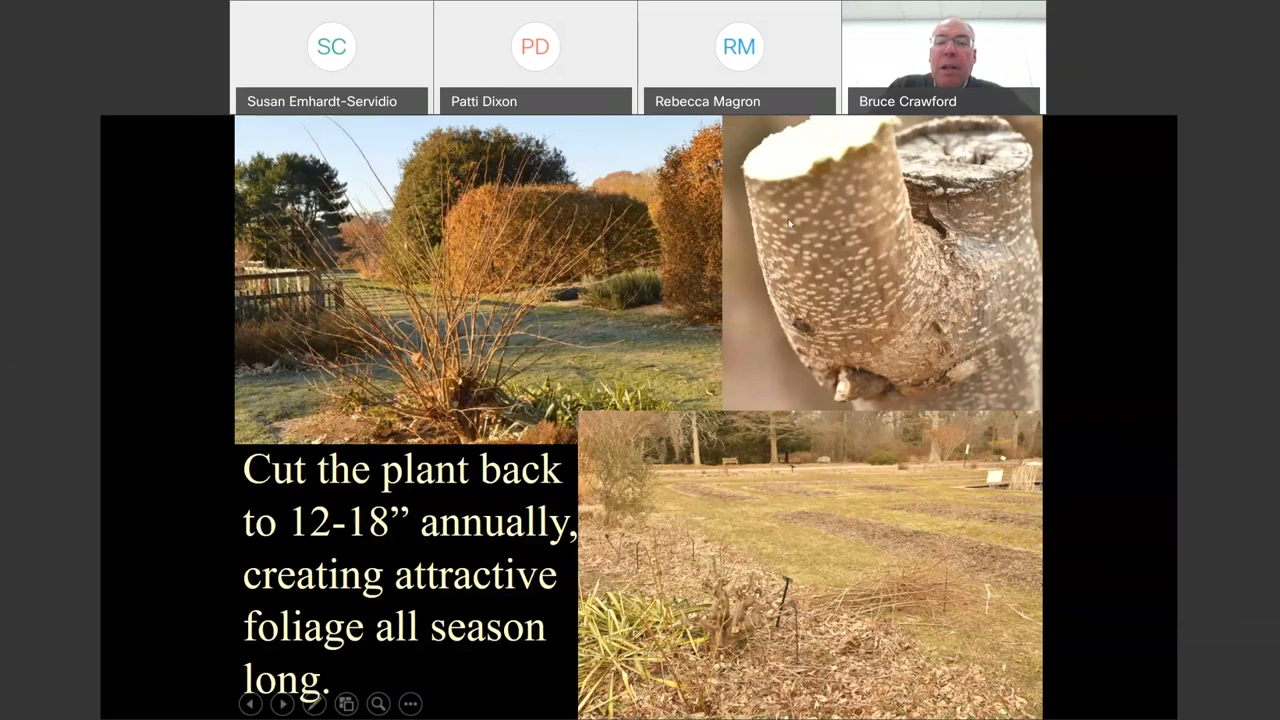 SC
PD
RM
Susan Emhardt-Servidio
Patti Dixon
Rebecca Magron
Bruce Crawford
Cut the plant back
to 12-18” annually,
creating attractive
foliage all season
long.